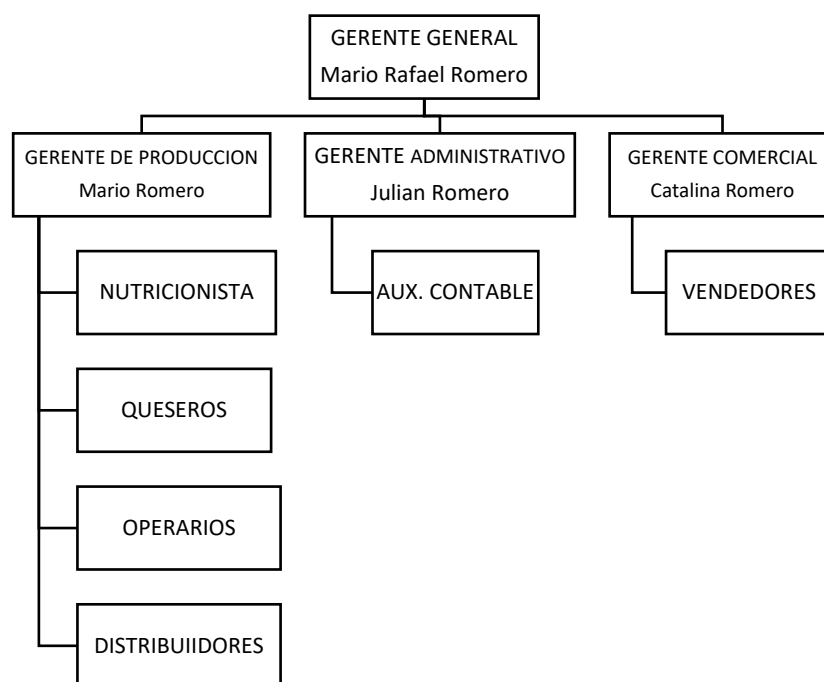 GERENTE GENERAL
Mario Rafael Romero
GERENTE DE PRODUCCION
Mario Romero
GERENTE ADMINISTRATIVO
Julian Romero
GERENTE COMERCIAL
Catalina Romero
NUTRICIONISTA
AUX. CONTABLE
VENDEDORES
QUESEROS
OPERARIOS
DISTRIBUIIDORES